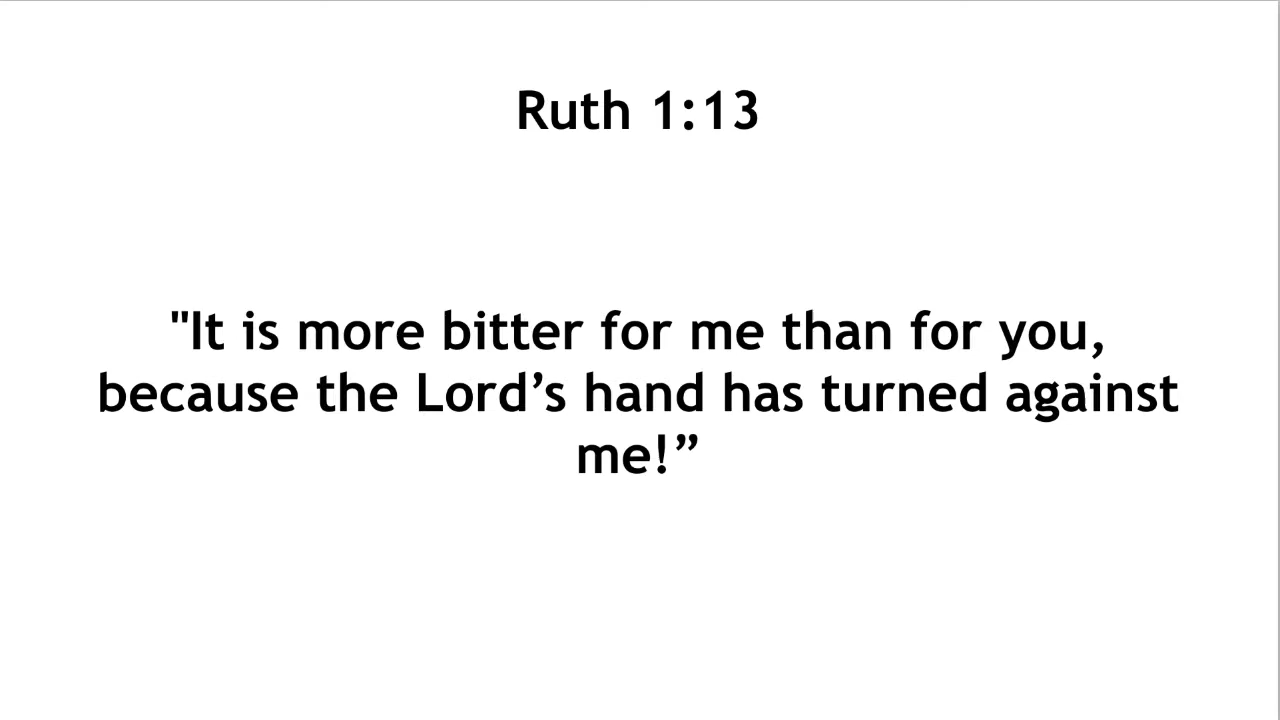 Ruth 1:13
"It is more bitter for me than for you,
because the Lord’s hand has turned against
me!”